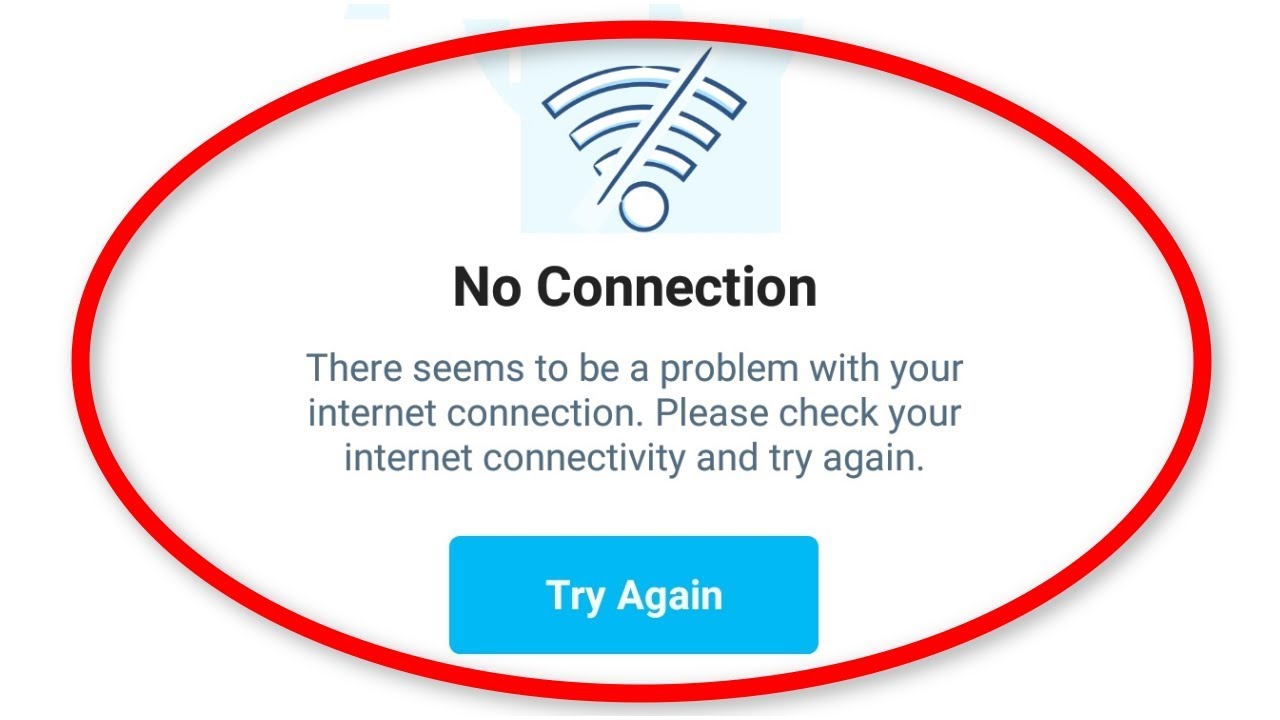 No Connection
There seems to be a problem with your
internet connection. Please check your
internet connectivity and try again.
Try Again